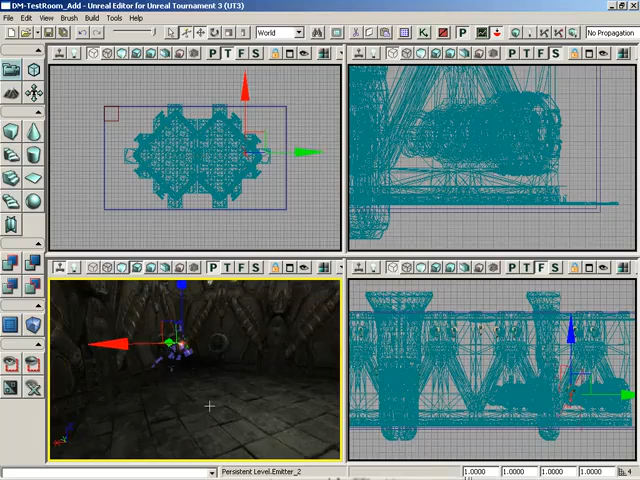 DM-TestRoom_Add - Unreal Editor for Unreal Tournament 3 (UT3)
File Edit View Brush Build Tools Help
World
K
P
No Propagation
P T F S
P T F S
P T F S
P T F S
Persistent Level.Emitter_2
1.0000 1.0000 1.0000 1.0000
4